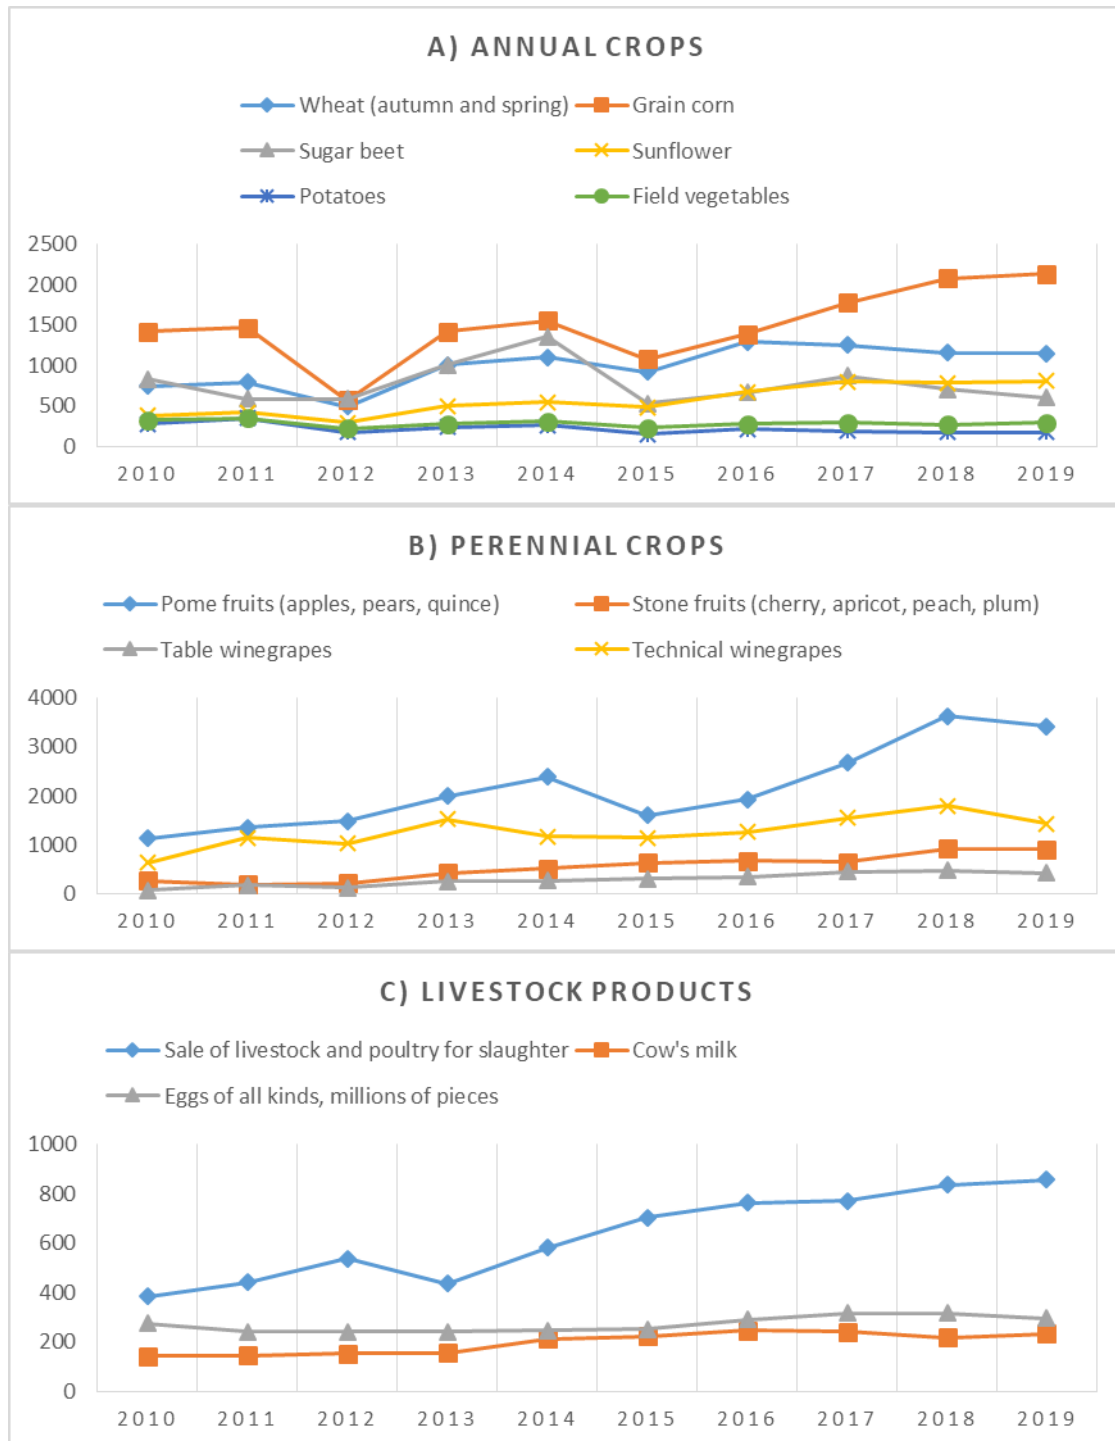 A) ANNUAL CROPS
Wheat (autumn and spring) Grain corn
Sugar beet Sunflower
Potatoes Field vegetables
2500
2000
1500
1000
500
0
2010 2011 2012 2013 2014 2015 2016 2017 2018 2019
B) PERENNIAL CROPS
Pome fruits (apples, pears, quince) Stone fruits (cherry, apricot, peach, plum)
Table winegrapes Technical winegrapes
4000
3000
2000
1000
0
2010 2011 2012 2013 2014 2015 2016 2017 2018 2019
C) LIVESTOCK PRODUCTS
Sale of livestock and poultry for slaughter Cow's milk
Eggs of all kinds, millions of pieces
1000
800
600
400
200
0
2010 2011 2012 2013 2014 2015 2016 2017 2018 2019